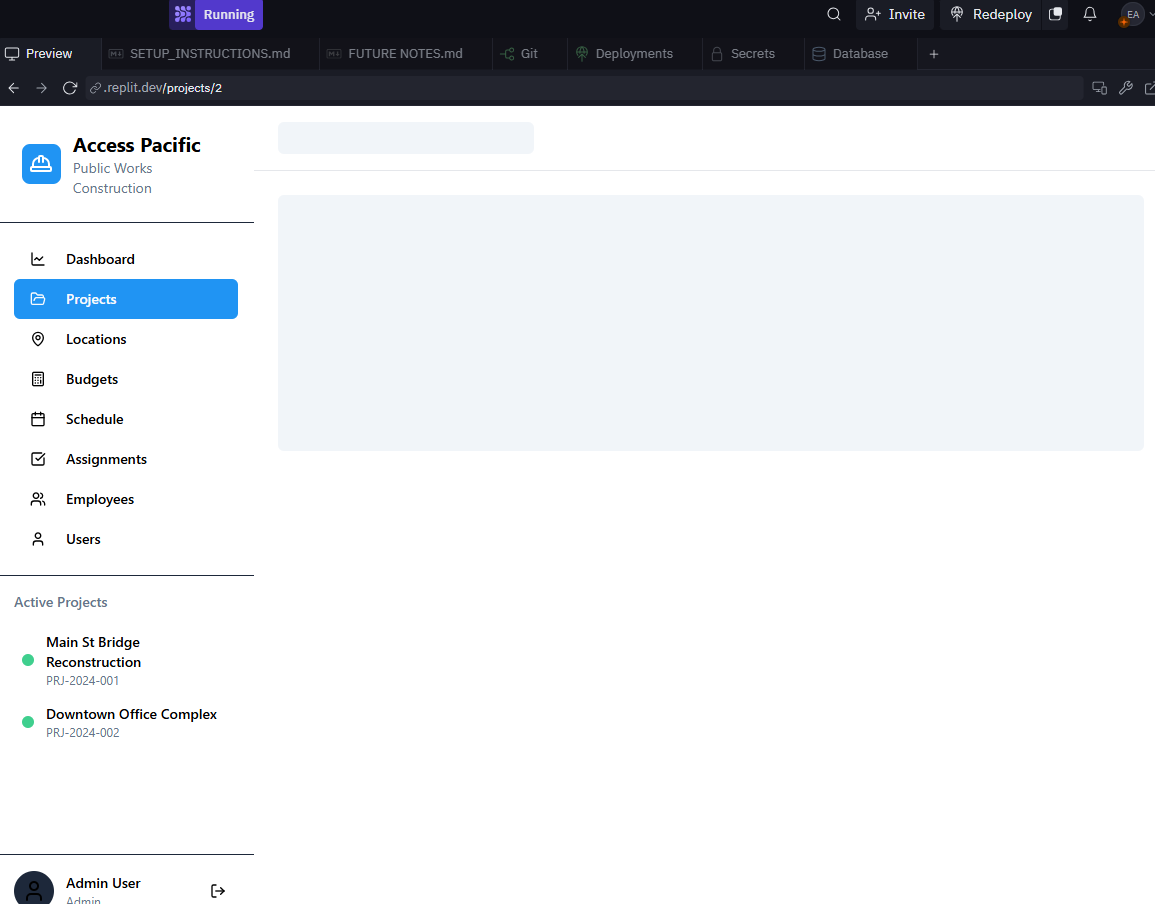 Running
Invite
Redeploy
EA
Preview
SETUP_INSTRUCTIONS.md
FUTURE NOTES.md
Git
Deployments
Secrets
Database
.replit.dev/projects/2
Access Pacific
Public Works
Construction
Dashboard
Projects
Locations
Budgets
Schedule
Assignments
Employees
Users
Active Projects
Main St Bridge
Reconstruction
PRJ-2024-001
Downtown Office Complex
PRJ-2024-002
Admin User
Admin